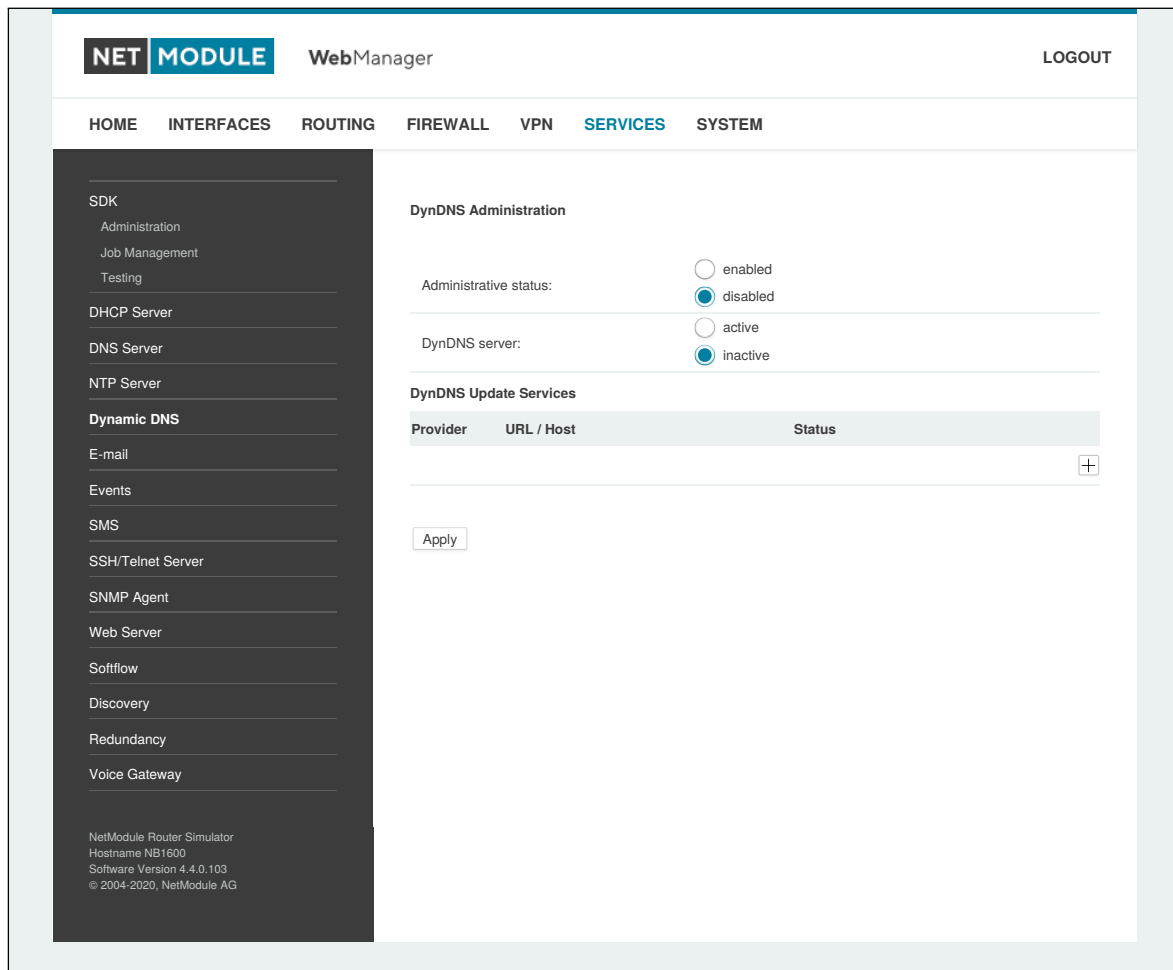 NET MODULE WebManager LOGOUT
HOME INTERFACES ROUTING FIREWALL VPN SERVICES SYSTEM
SDK
Administration
Job Management
Testing
DHCP Server
DNS Server
NTP Server
Dynamic DNS
E-mail
Events
SMS
SSH/Telnet Server
SNMP Agent
Web Server
Softflow
Discovery
Redundancy
Voice Gateway
NetModule Router Simulator
Hostname NB1600
Software Version 4.4.0.103
© 2004-2020, NetModule AG
DynDNS Administration
Administrative status:
enabled
disabled
DynDNS server:
active
inactive
DynDNS Update Services
Provider URL / Host Status
Apply